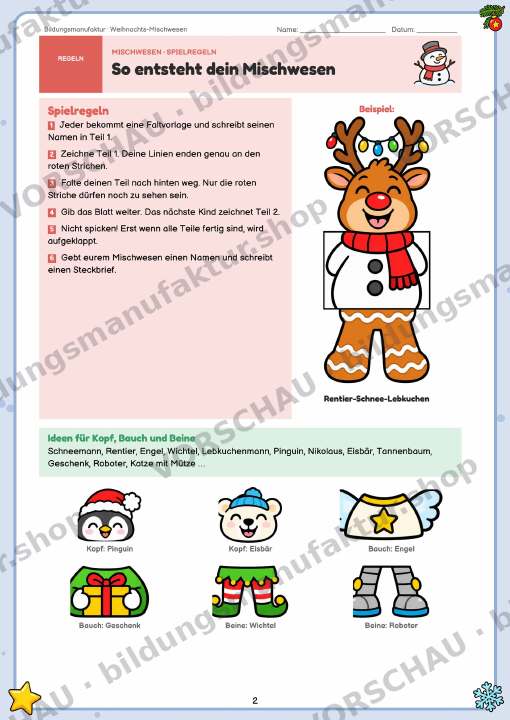 Bildungsmanufaktur · Weihnachts-Mischwesen
Name:
Datum:
REGELN
MISCHWESEN · SPIELREGELN
So entsteht dein Mischwesen
Spielregeln
1 Jeder bekommt eine Faltvorlage und schreibt seinen
Namen in Teil 1.
2 Zeichne Teil 1. Deine Linien enden genau an den
roten Strichen.
3 Falte deinen Teil nach hinten weg. Nur die roten
Striche dürfen noch zu sehen sein.
4 Gib das Blatt weiter. Das nächste Kind zeichnet Teil 2.
5 Nicht spicken! Erst wenn alle Teile fertig sind, wird
aufgeklappt.
6 Gebt eurem Mischwesen einen Namen und schreibt
einen Steckbrief.
Beispiel:
Rentier-Schnee-Lebkuchen
Ideen für Kopf, Bauch und Beine
Schneemann, Rentier, Engel, Wichtel, Lebkuchenmann, Pinguin, Nikolaus, Eisbär, Tannenbaum,
Geschenk, Roboter, Katze mit Mütze ...
Kopf: Pinguin
Kopf: Eisbär
Bauch: Engel
Bauch: Geschenk
Beine: Wichtel
Beine: Roboter
2
VORSCHAU · bildungsmanufaktur.shop